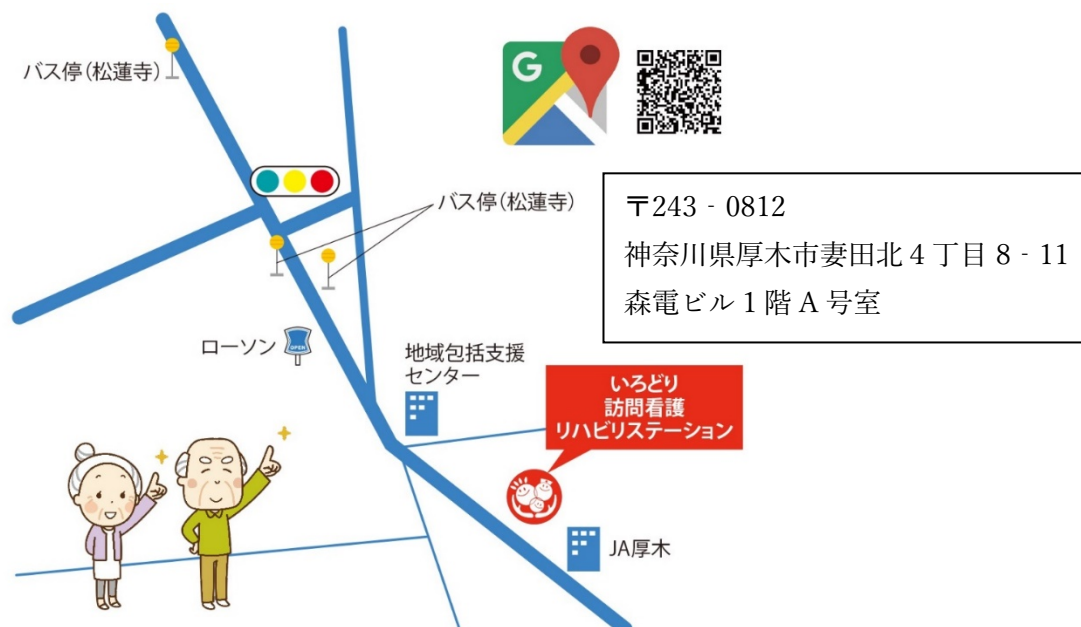 バス停(松蓮寺)
G
バス停(松蓮寺)
〒243‐0812
神奈川県厚木市妻田北4丁目8‐11
森電ビル1階A号室
ローソン
OPEN
地域包括支援
センター
いろどり
訪問看護
リハビリステーション
JA厚木